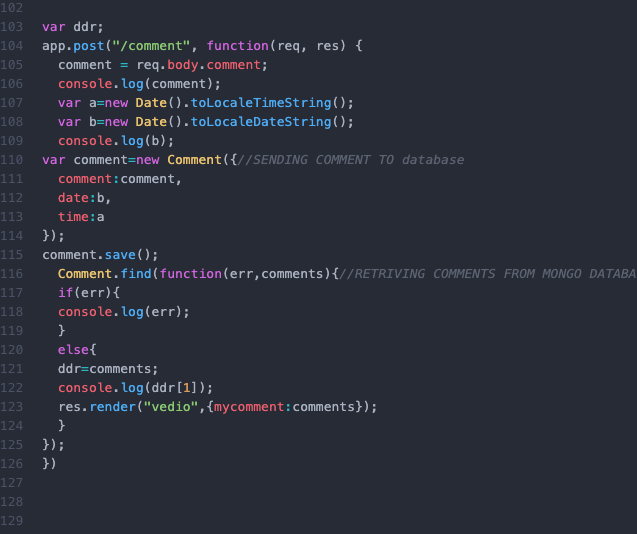 102
103 var ddr;
104 app.post("/comment", function(req, res) {
105   comment = req.body.comment;
106   console.log(comment);
107   var a=new Date().toLocaleTimeString();
108   var b=new Date().toLocaleDateString();
109   console.log(b);
110 var comment=new Comment({//SENDING COMMENT TO database
111   comment:comment,
112   date:b,
113   time:a
114 });
115 comment.save();
116   Comment.find(function(err,comments){//RETRIVING COMMENTS FROM MONGO DATABA
117   if(err){
118   console.log(err);
119   }
120   else{
121   ddr=comments;
122   console.log(ddr[1]);
123   res.render("vedio",{mycomment:comments});
124   }
125 });
126 })
127
128
129